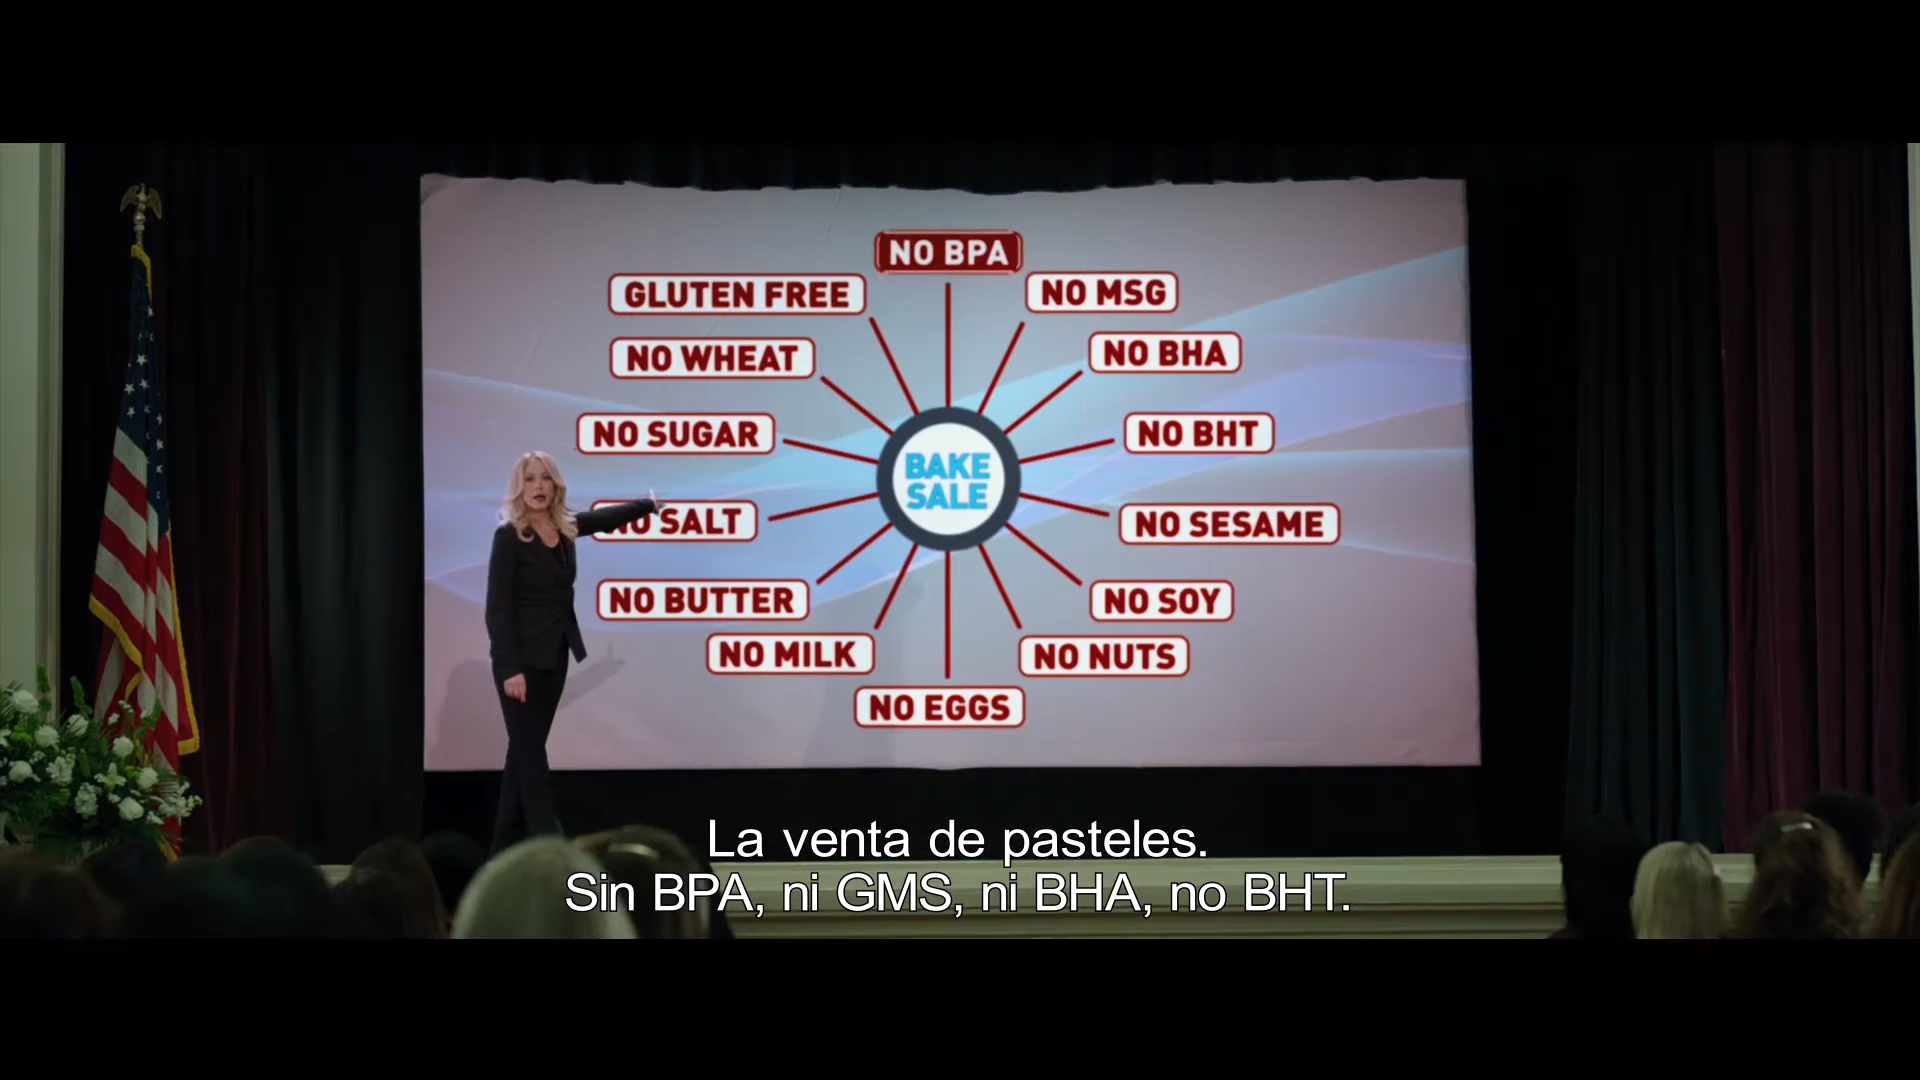 NO BPA
GLUTEN FREE
NO MSG
NO WHEAT
NO BHA
NO SUGAR
NO BHT
BAKE
SALE
NO SALT
NO SESAME
NO BUTTER
NO SOY
NO MILK
NO NUTS
NO EGGS
La venta de pasteles.
Sin BPA, ni GMS, ni BHA, no BHT.